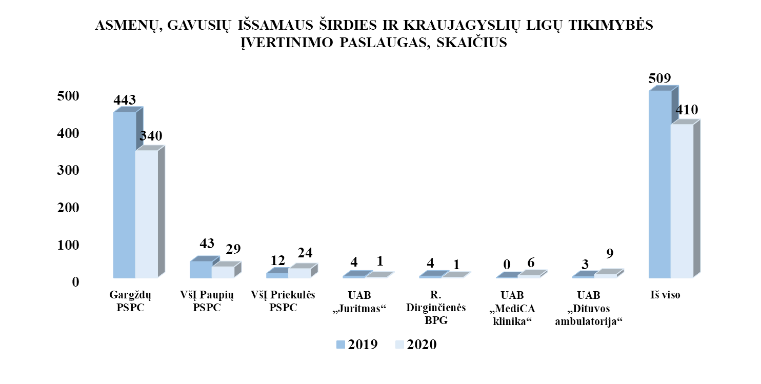 ASMENŲ, GAVUSIŲ IŠSAMAUS ŠIRDIES IR KRAUJAGYSLIŲ LIGŲ TIKIMYBĖS
ĮVERTINIMO PASLAUGAS, SKAIČIUS
500
400
300
200
100
0
443
340
43
29
12
24
4
1
4
1
0
6
3
9
509
410
Gargždų
PSPC
VšĮ Paupių
PSPC
VšĮ Priekulės
PSPC
UAB
„Juritmas“
R.
Dirginčienės
BPG
UAB
„MediCA
klinika“
UAB
„Dituvos
ambulatorija“
Iš viso
2019
2020